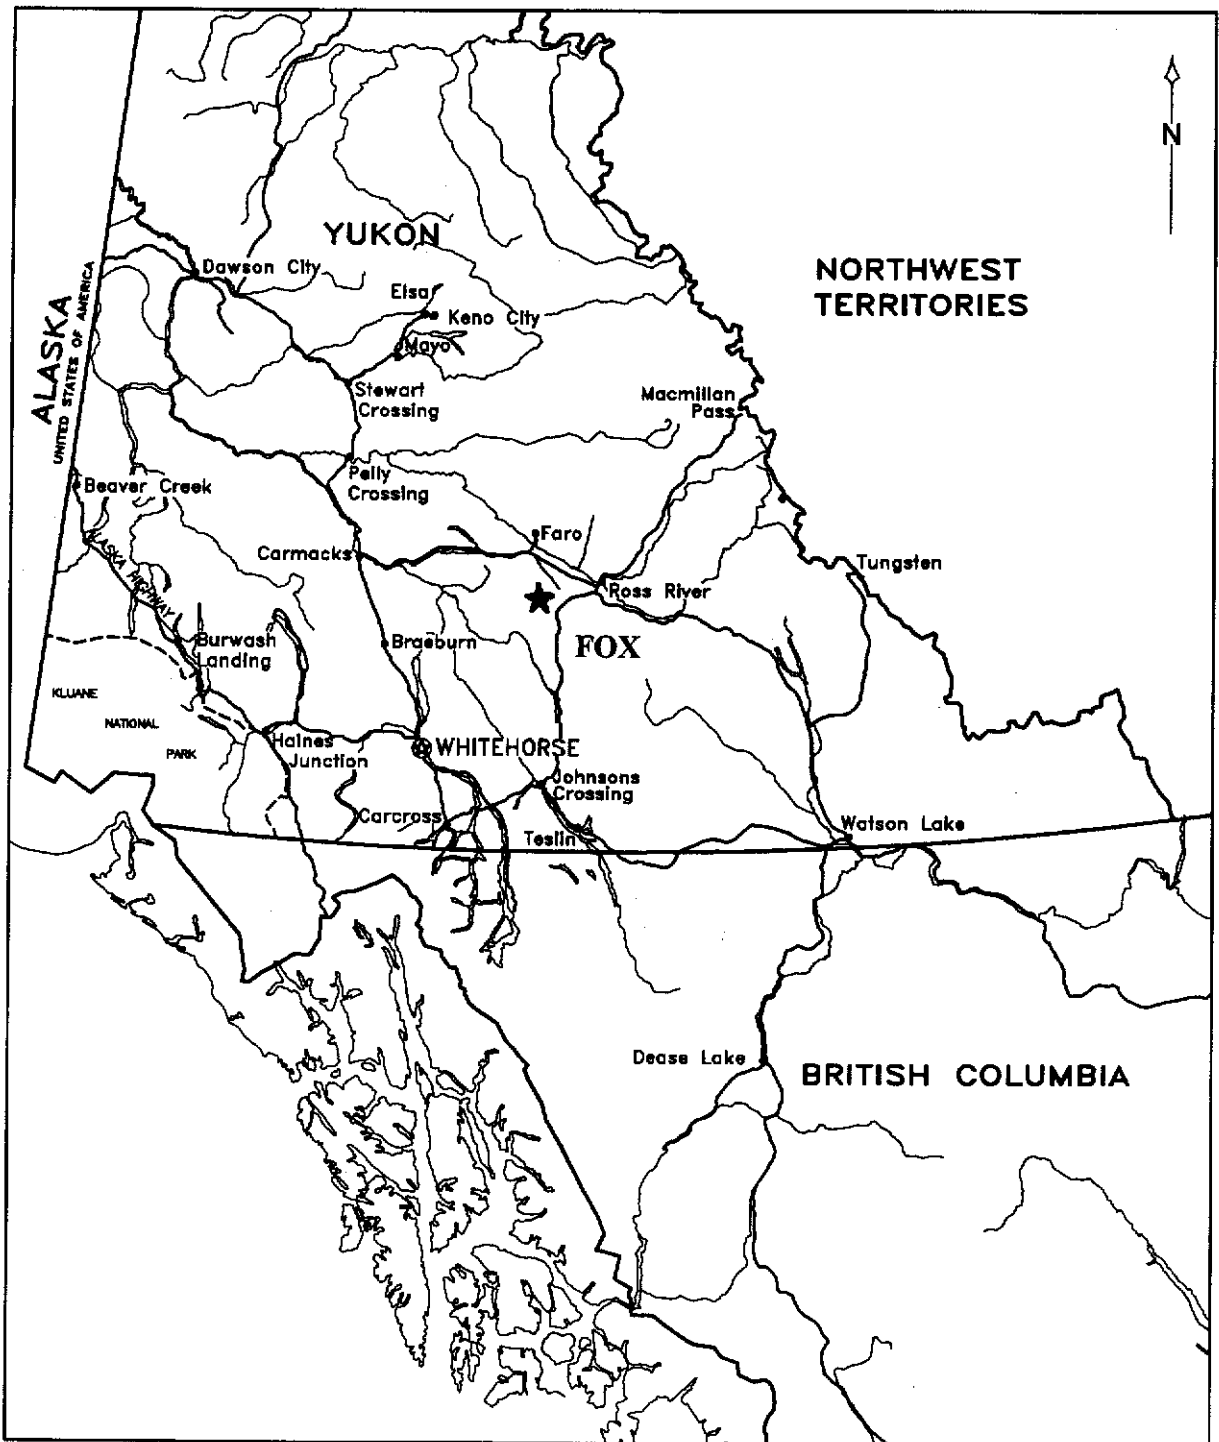 N
YUKON
NORTHWEST
TERRITORIES
Dawson City
ALASKA
UNITED STATES OF AMERICA
Elsa
Keno City
Mayo
Stewart
Crossing
Macmillan
Pass
Pelly
Crossing
Beaver Creek
ALASKA HIGHWAY 1
Faro
Carmacks
Tungsten
Ross River
FOX
Burwash
Landing
Braeburn
KLUANE
NATIONAL
PARK
Haines
Junction
WHITEHORSE
Johnsons
Crossing
Carcross
Teslin
Watson Lake
Dease Lake
BRITISH COLUMBIA